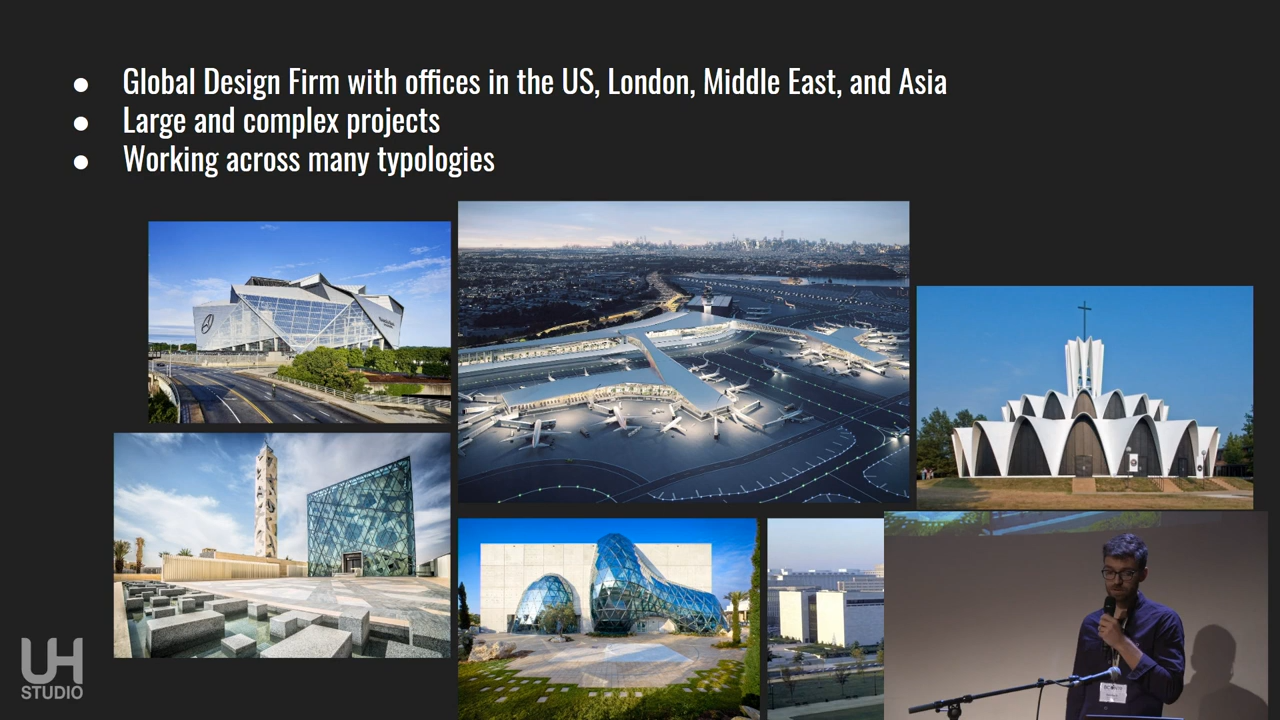 Global Design Firm with offices in the US, London, Middle East, and Asia
Large and complex projects
Working across many typologies
UH
STUDIO